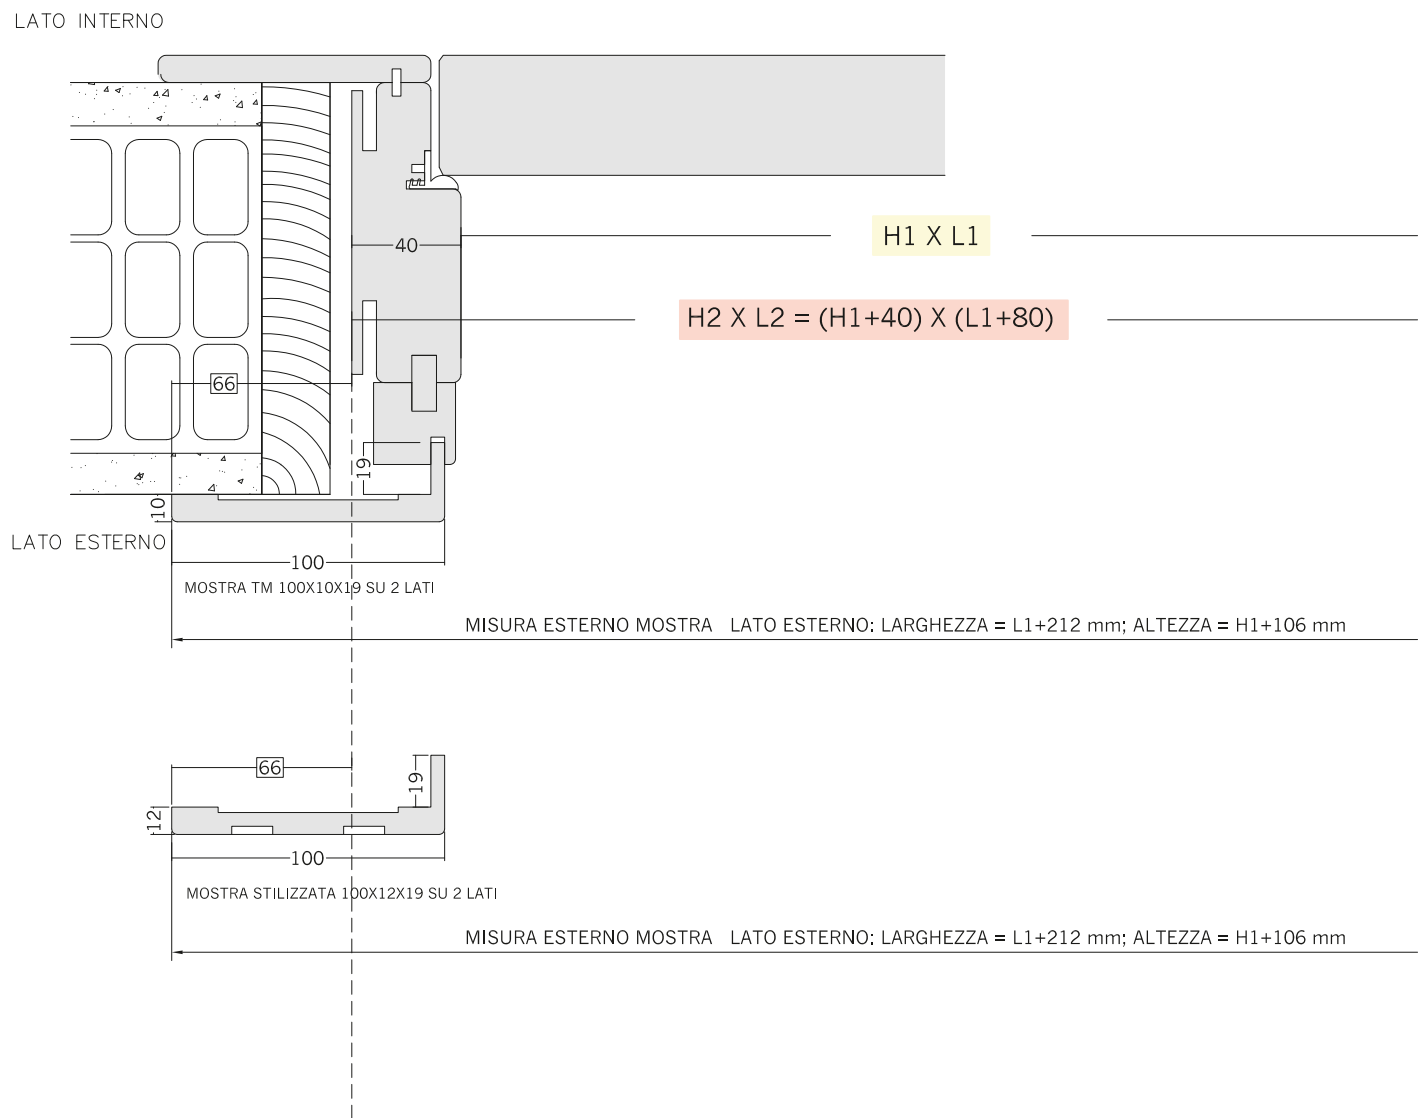 LATO INTERNO
40
H1 X L1
H2 X L2 = (H1+40) X (L1+80)
66
19
10
LATO ESTERNO
100
MOSTRA TM 100X10X19 SU 2 LATI
MISURA ESTERNO MOSTRA LATO ESTERNO: LARGHEZZA = L1+212 mm; ALTEZZA = H1+106 mm
66
19
12
100
MOSTRA STILIZZATA 100X12X19 SU 2 LATI
MISURA ESTERNO MOSTRA LATO ESTERNO: LARGHEZZA = L1+212 mm; ALTEZZA = H1+106 mm